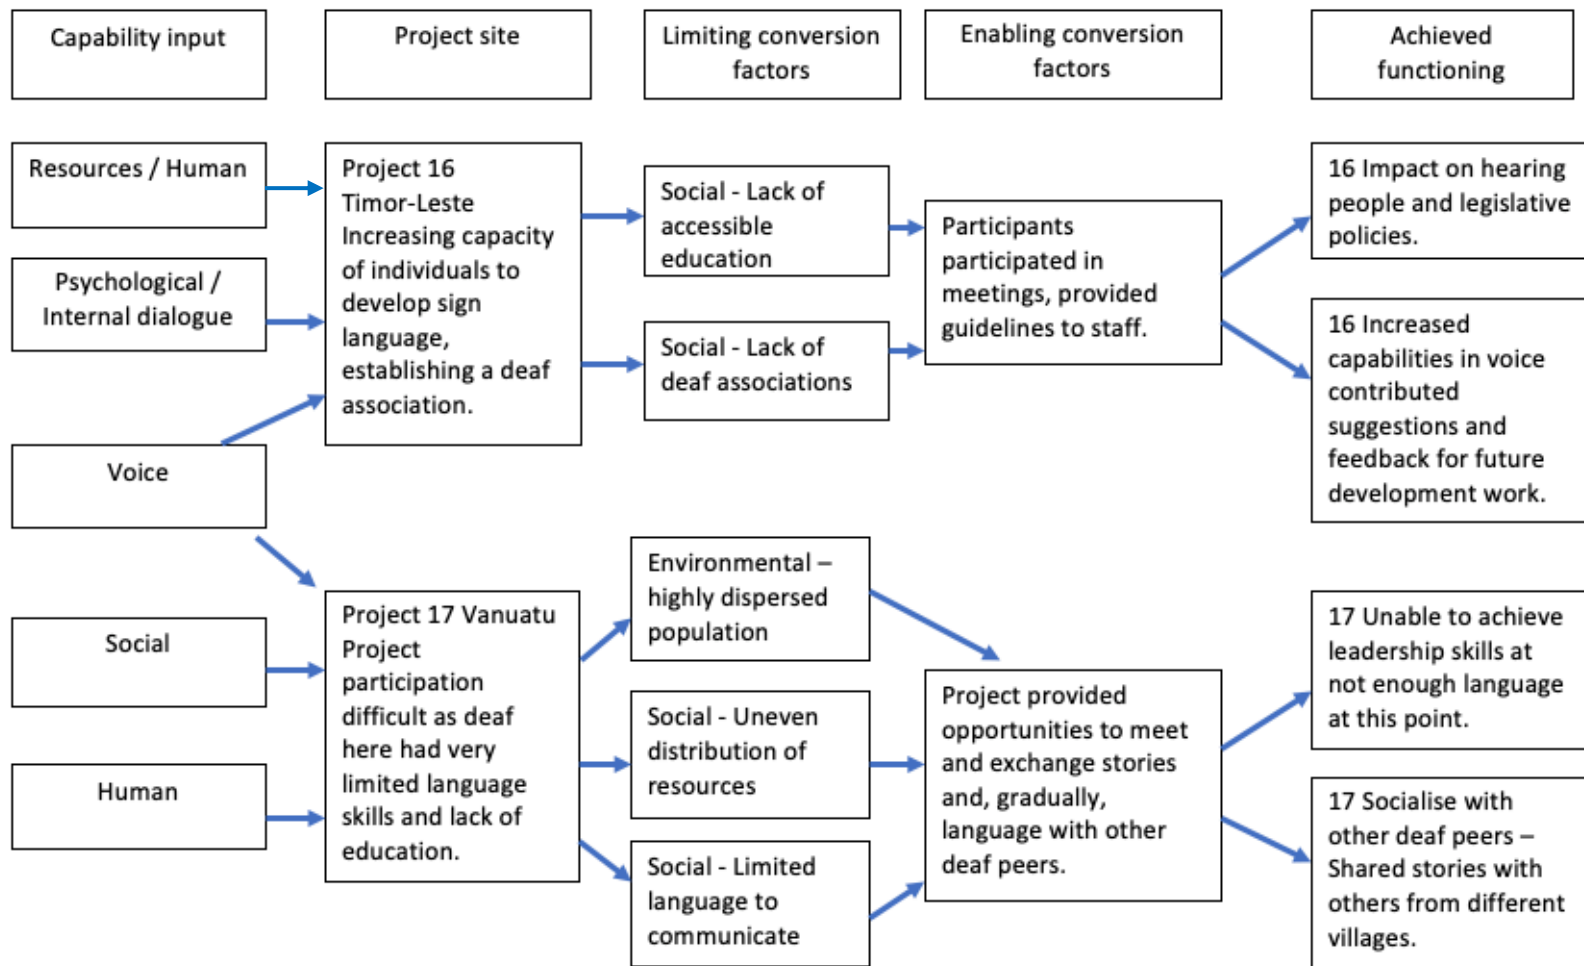 Capability input
Project site
Limiting conversion
factors
Enabling conversion
factors
Achieved
functioning
Resources / Human
Psychological /
Internal dialogue
Voice
Social
Human
Project 16
Timor-Leste
Increasing capacity
of individuals to
develop sign
language,
establishing a deaf
association.
Social - Lack of
accessible
education
Social - Lack of
deaf associations
Participants
participated in
meetings, provided
guidelines to staff.
16 Impact on hearing
people and legislative
policies.
16 Increased
capabilities in voice
contributed
suggestions and
feedback for future
development work.
Project 17 Vanuatu
Project
participation
difficult as deaf
here had very
limited language
skills and lack of
education.
Environmental –
highly dispersed
population
Social - Uneven
distribution of
resources
Social - Limited
language to
communicate
Project provided
opportunities to meet
and exchange stories
and, gradually,
language with other
deaf peers.
17 Unable to achieve
leadership skills at
not enough language
at this point.
17 Socialise with
other deaf peers –
Shared stories with
others from different
villages.